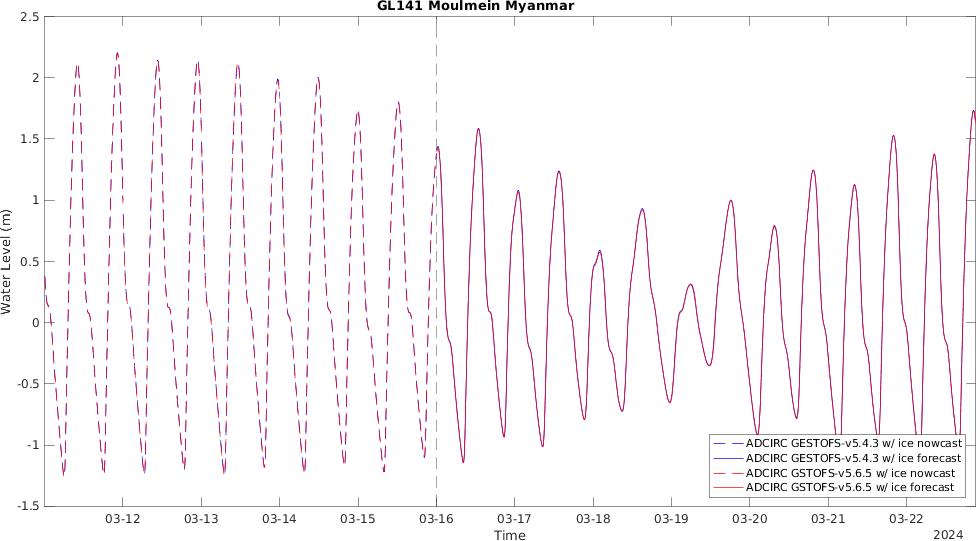 GL141 Moulmein Myanmar
2.5
2
1.5
1
0.5
0
-0.5
-1
-1.5
Water Level (m)
ADCIRC GESTOFS-v5.4.3 w/ ice nowcast
ADCIRC GESTOFS-v5.4.3 w/ ice forecast
ADCIRC GSTOFS-v5.6.5 w/ ice nowcast
ADCIRC GSTOFS-v5.6.5 w/ ice forecast
03-12 03-13 03-14 03-15 03-16 03-17 03-18 03-19 03-20 03-21 03-22
Time
2024